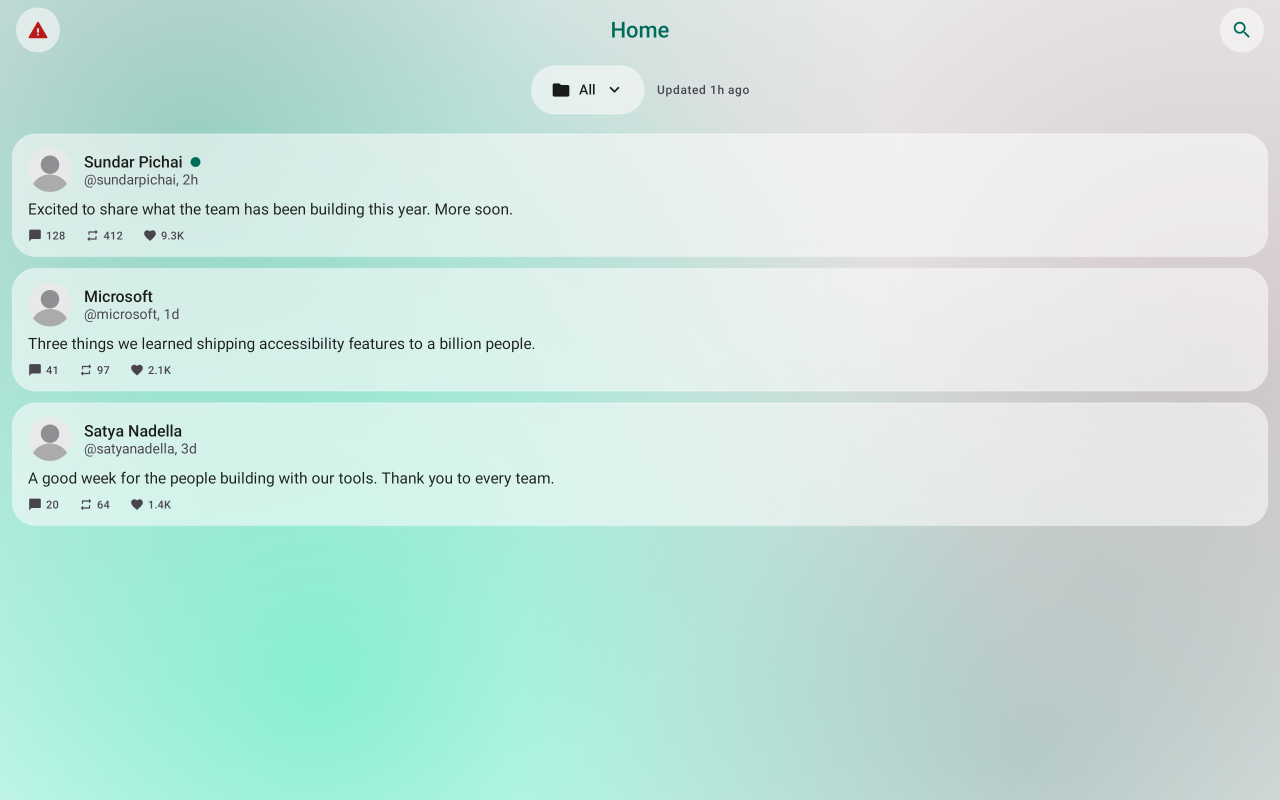 Home
All
Updated 1h ago
Sundar Pichai
@sundarpichai, 2h
Excited to share what the team has been building this year. More soon.
128 412 9.3K
Microsoft
@microsoft, 1d
Three things we learned shipping accessibility features to a billion people.
41 97 2.1K
Satya Nadella
@satyanadella, 3d
A good week for the people building with our tools. Thank you to every team.
20 64 1.4K